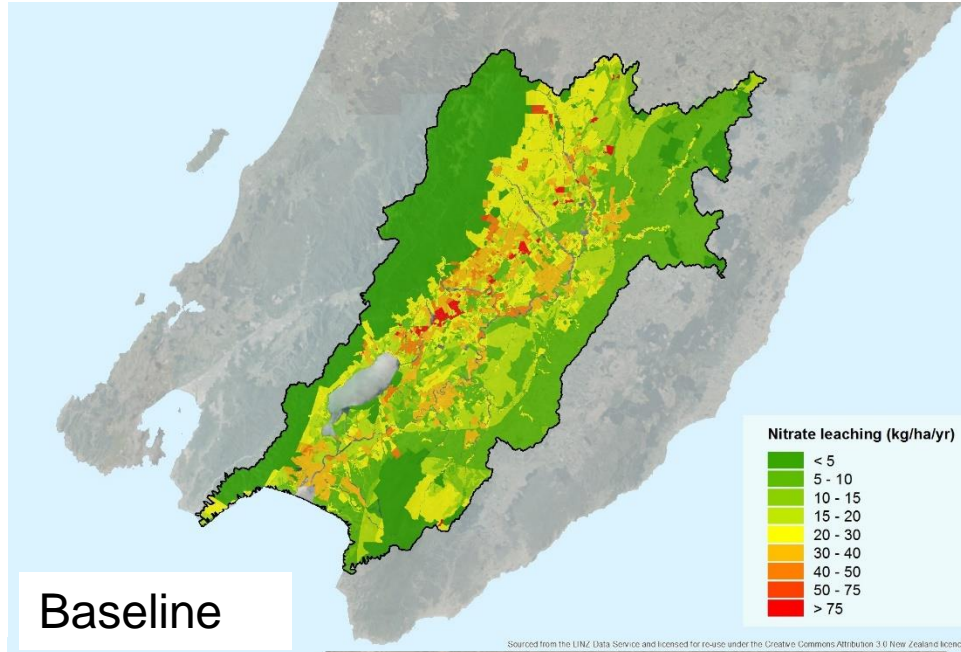 Nitrate leaching (kg/ha/yr)
< 5
5 - 10
10 - 15
15 - 20
20 - 30
30 - 40
40 - 50
50 - 75
> 75
Baseline
Sourced from the LINZ Data Service and licensed for re-use under the Creative Commons Attribution 3.0 New Zealand licenc